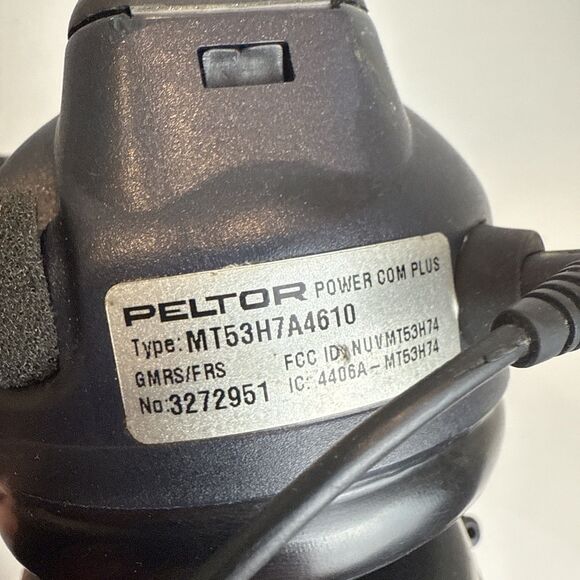 PELTOR POWER COM PLUS
Type: MT53H7A4610
GMRS/FRS FCC ID: NUVMT53H74
No: 3272951 IC: 4406A-MT53H74